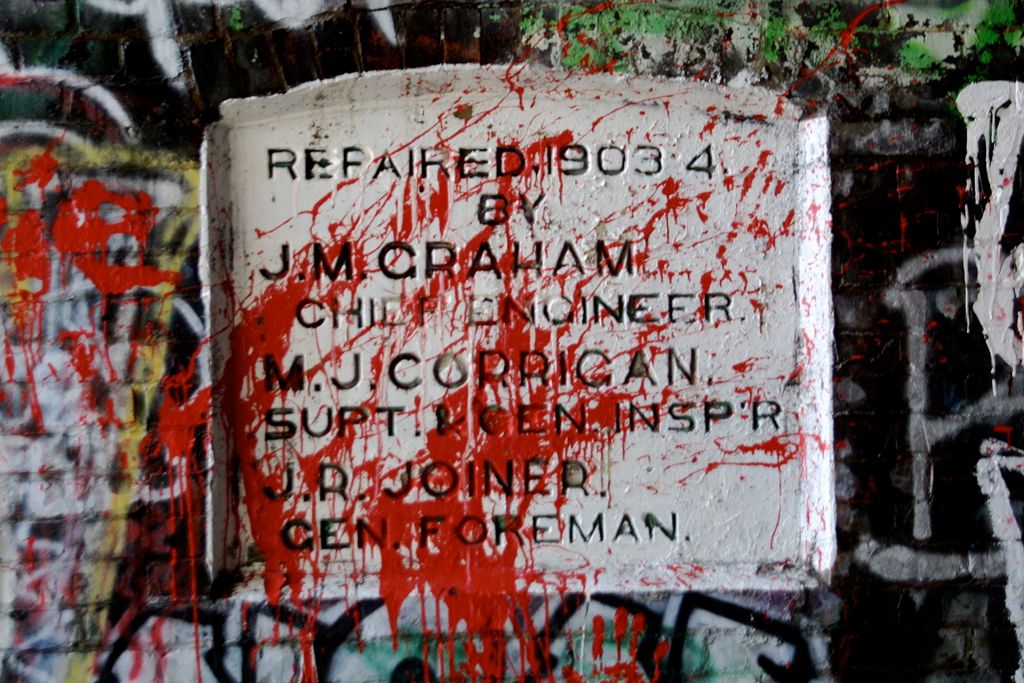 REPAIRED. 1903 4.
BY
J.M. GRAHAM.
CHIEF ENGINEER.
M.J. CORRIGAN.
SUPT. & GEN. INSP'R
J.R. JOINER.
GEN. FOREMAN.